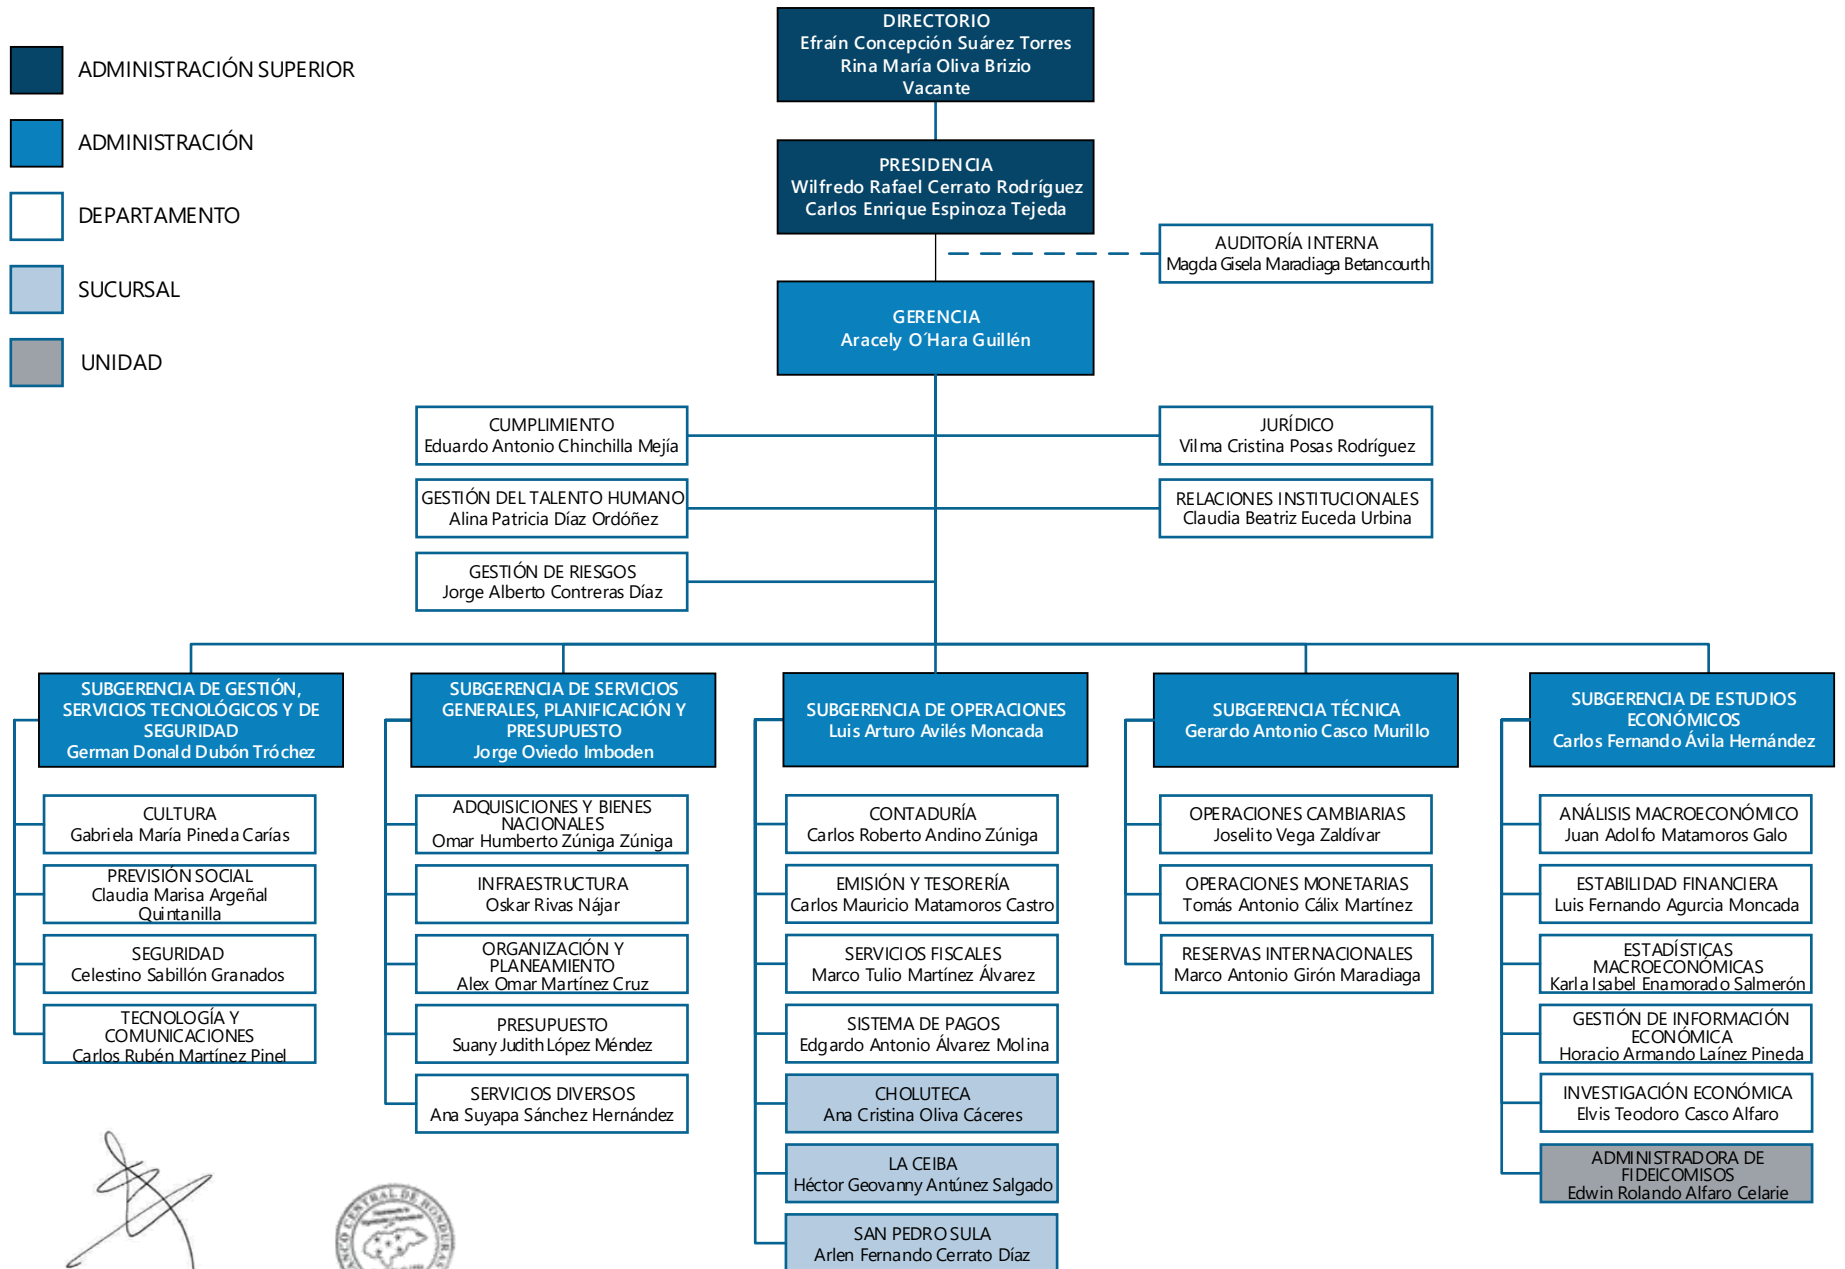 DIRECTORIO
Efraín Concepción Suárez Torres
Rina María Oliva Brizio
Vacante
ADMINISTRACIÓN SUPERIOR
ADMINISTRACIÓN
DEPARTAMENTO
SUCURSAL
UNIDAD
PRESIDENCIA
Wilfredo Rafael Cerrato Rodríguez
Carlos Enrique Espinoza Tejeda
AUDITORÍA INTERNA
Magda Gisela Maradiaga Betancourth
GERENCIA
Aracely O´Hara Guillén
CUMPLIMIENTO
Eduardo Antonio Chinchilla Mejía
JURÍDICO
Vilma Cristina Posas Rodríguez
GESTIÓN DEL TALENTO HUMANO
Alina Patricia Díaz Ordóñez
RELACIONES INSTITUCIONALES
Claudia Beatriz Euceda Urbina
GESTIÓN DE RIESGOS
Jorge Alberto Contreras Díaz
SUBGERENCIA DE GESTIÓN,
SERVICIOS TECNOLÓGICOS Y DE
SEGURIDAD
German Donald Dubón Tróchez
CULTURA
Gabriela María Pineda Carías
PREVISIÓN SOCIAL
Claudia Marisa Argeñal
Quintanilla
SEGURIDAD
Celestino Sabillón Granados
TECNOLOGÍA Y
COMUNICACIONES
Carlos Rubén Martínez Pinel
SUBGERENCIA DE SERVICIOS
GENERALES, PLANIFICACIÓN Y
PRESUPUESTO
Jorge Oviedo Imboden
ADQUISICIONES Y BIENES
NACIONALES
Omar Humberto Zúniga Zúniga
INFRAESTRUCTURA
Oskar Rivas Nájar
ORGANIZACIÓN Y
PLANEAMIENTO
Alex Omar Martínez Cruz
PRESUPUESTO
Suany Judith López Méndez
SERVICIOS DIVERSOS
Ana Suyapa Sánchez Hernández
SUBGERENCIA DE OPERACIONES
Luis Arturo Avilés Moncada
CONTADURÍA
Carlos Roberto Andino Zúniga
EMISIÓN Y TESORERÍA
Carlos Mauricio Matamoros Castro
SERVICIOS FISCALES
Marco Tulio Martínez Álvarez
SISTEMA DE PAGOS
Edgardo Antonio Álvarez Molina
CHOLUTECA
Ana Cristina Oliva Cáceres
LA CEIBA
Héctor Geovanny Antúnez Salgado
SAN PEDRO SULA
Arlen Fernando Cerrato Díaz
SUBGERENCIA TÉCNICA
Gerardo Antonio Casco Murillo
OPERACIONES CAMBIARIAS
Joselito Vega Zaldívar
OPERACIONES MONETARIAS
Tomás Antonio Cálix Martínez
RESERVAS INTERNACIONALES
Marco Antonio Girón Maradiaga
SUBGERENCIA DE ESTUDIOS
ECONÓMICOS
Carlos Fernando Ávila Hernández
ANÁLISIS MACROECONÓMICO
Juan Adolfo Matamoros Galo
ESTABILIDAD FINANCIERA
Luis Fernando Agurcia Moncada
ESTADÍSTICAS
MACROECONÓMICAS
Karla Isabel Enamorado Salmerón
GESTIÓN DE INFORMACIÓN
ECONÓMICA
Horacio Armando Laínez Pineda
INVESTIGACIÓN ECONÓMICA
Elvis Teodoro Casco Alfaro
ADMINISTRADORA DE
FIDEICOMISOS
Edwin Rolando Alfaro Celarie
BANCO CENTRAL DE HONDURAS